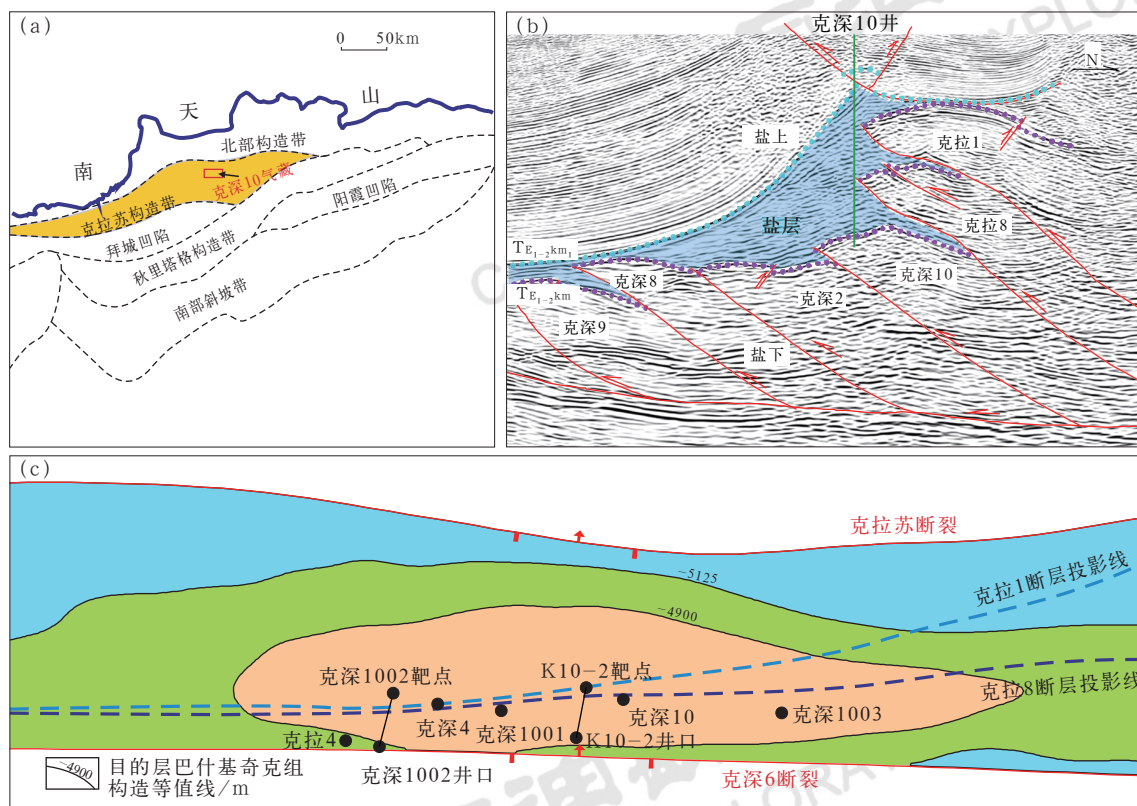 (a)
0 50km
天
山
南
北部构造带
克深10气藏
克拉苏构造带
阳霞凹陷
拜城凹陷
秋里塔格构造带
南部斜坡带
(b)
克深10井
N
盐上
克拉1
盐层
克拉8
TE₁₋₂km₁
克深8
克深10
TE₁₋₂km
克深2
克深9
盐下
(c)
克拉苏断裂
-5125
克拉1断层投影线
-4900
克深1002靶点
K10-2靶点
克拉8断层投影线
克深4
克深10
克深1003
克深1001
克拉4
K10-2井口
克深1002井口
克深6断裂
-4900
目的层巴什基奇克组
构造等值线/m